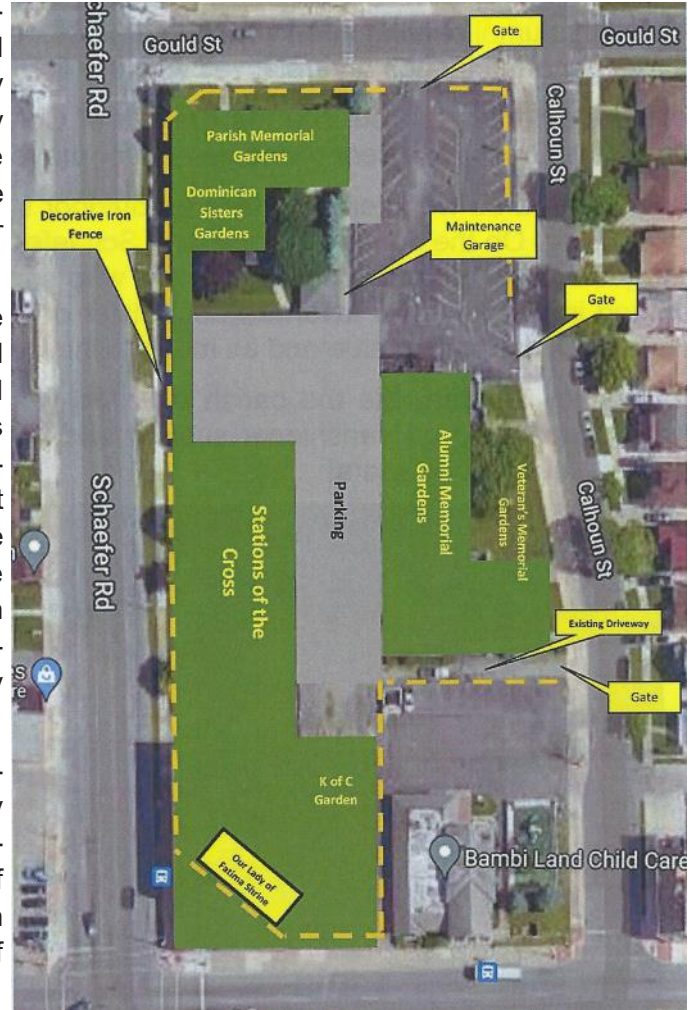 Schaefer Rd
Gould St
Gate
Gould St
Calhoun St
Parish Memorial
Gardens
Dominican
Sisters
Gardens
Decorative Iron
Fence
Maintenance
Garage
Gate
Parking
Alumni Memorial
Gardens
Veteran's Memorial
Gardens
Schaefer Rd
Stations of the
Cross
Calhoun St
Existing Driveway
Gate
K of C
Garden
Our Lady of
Fatima Shrine
Bambi Land Child Care